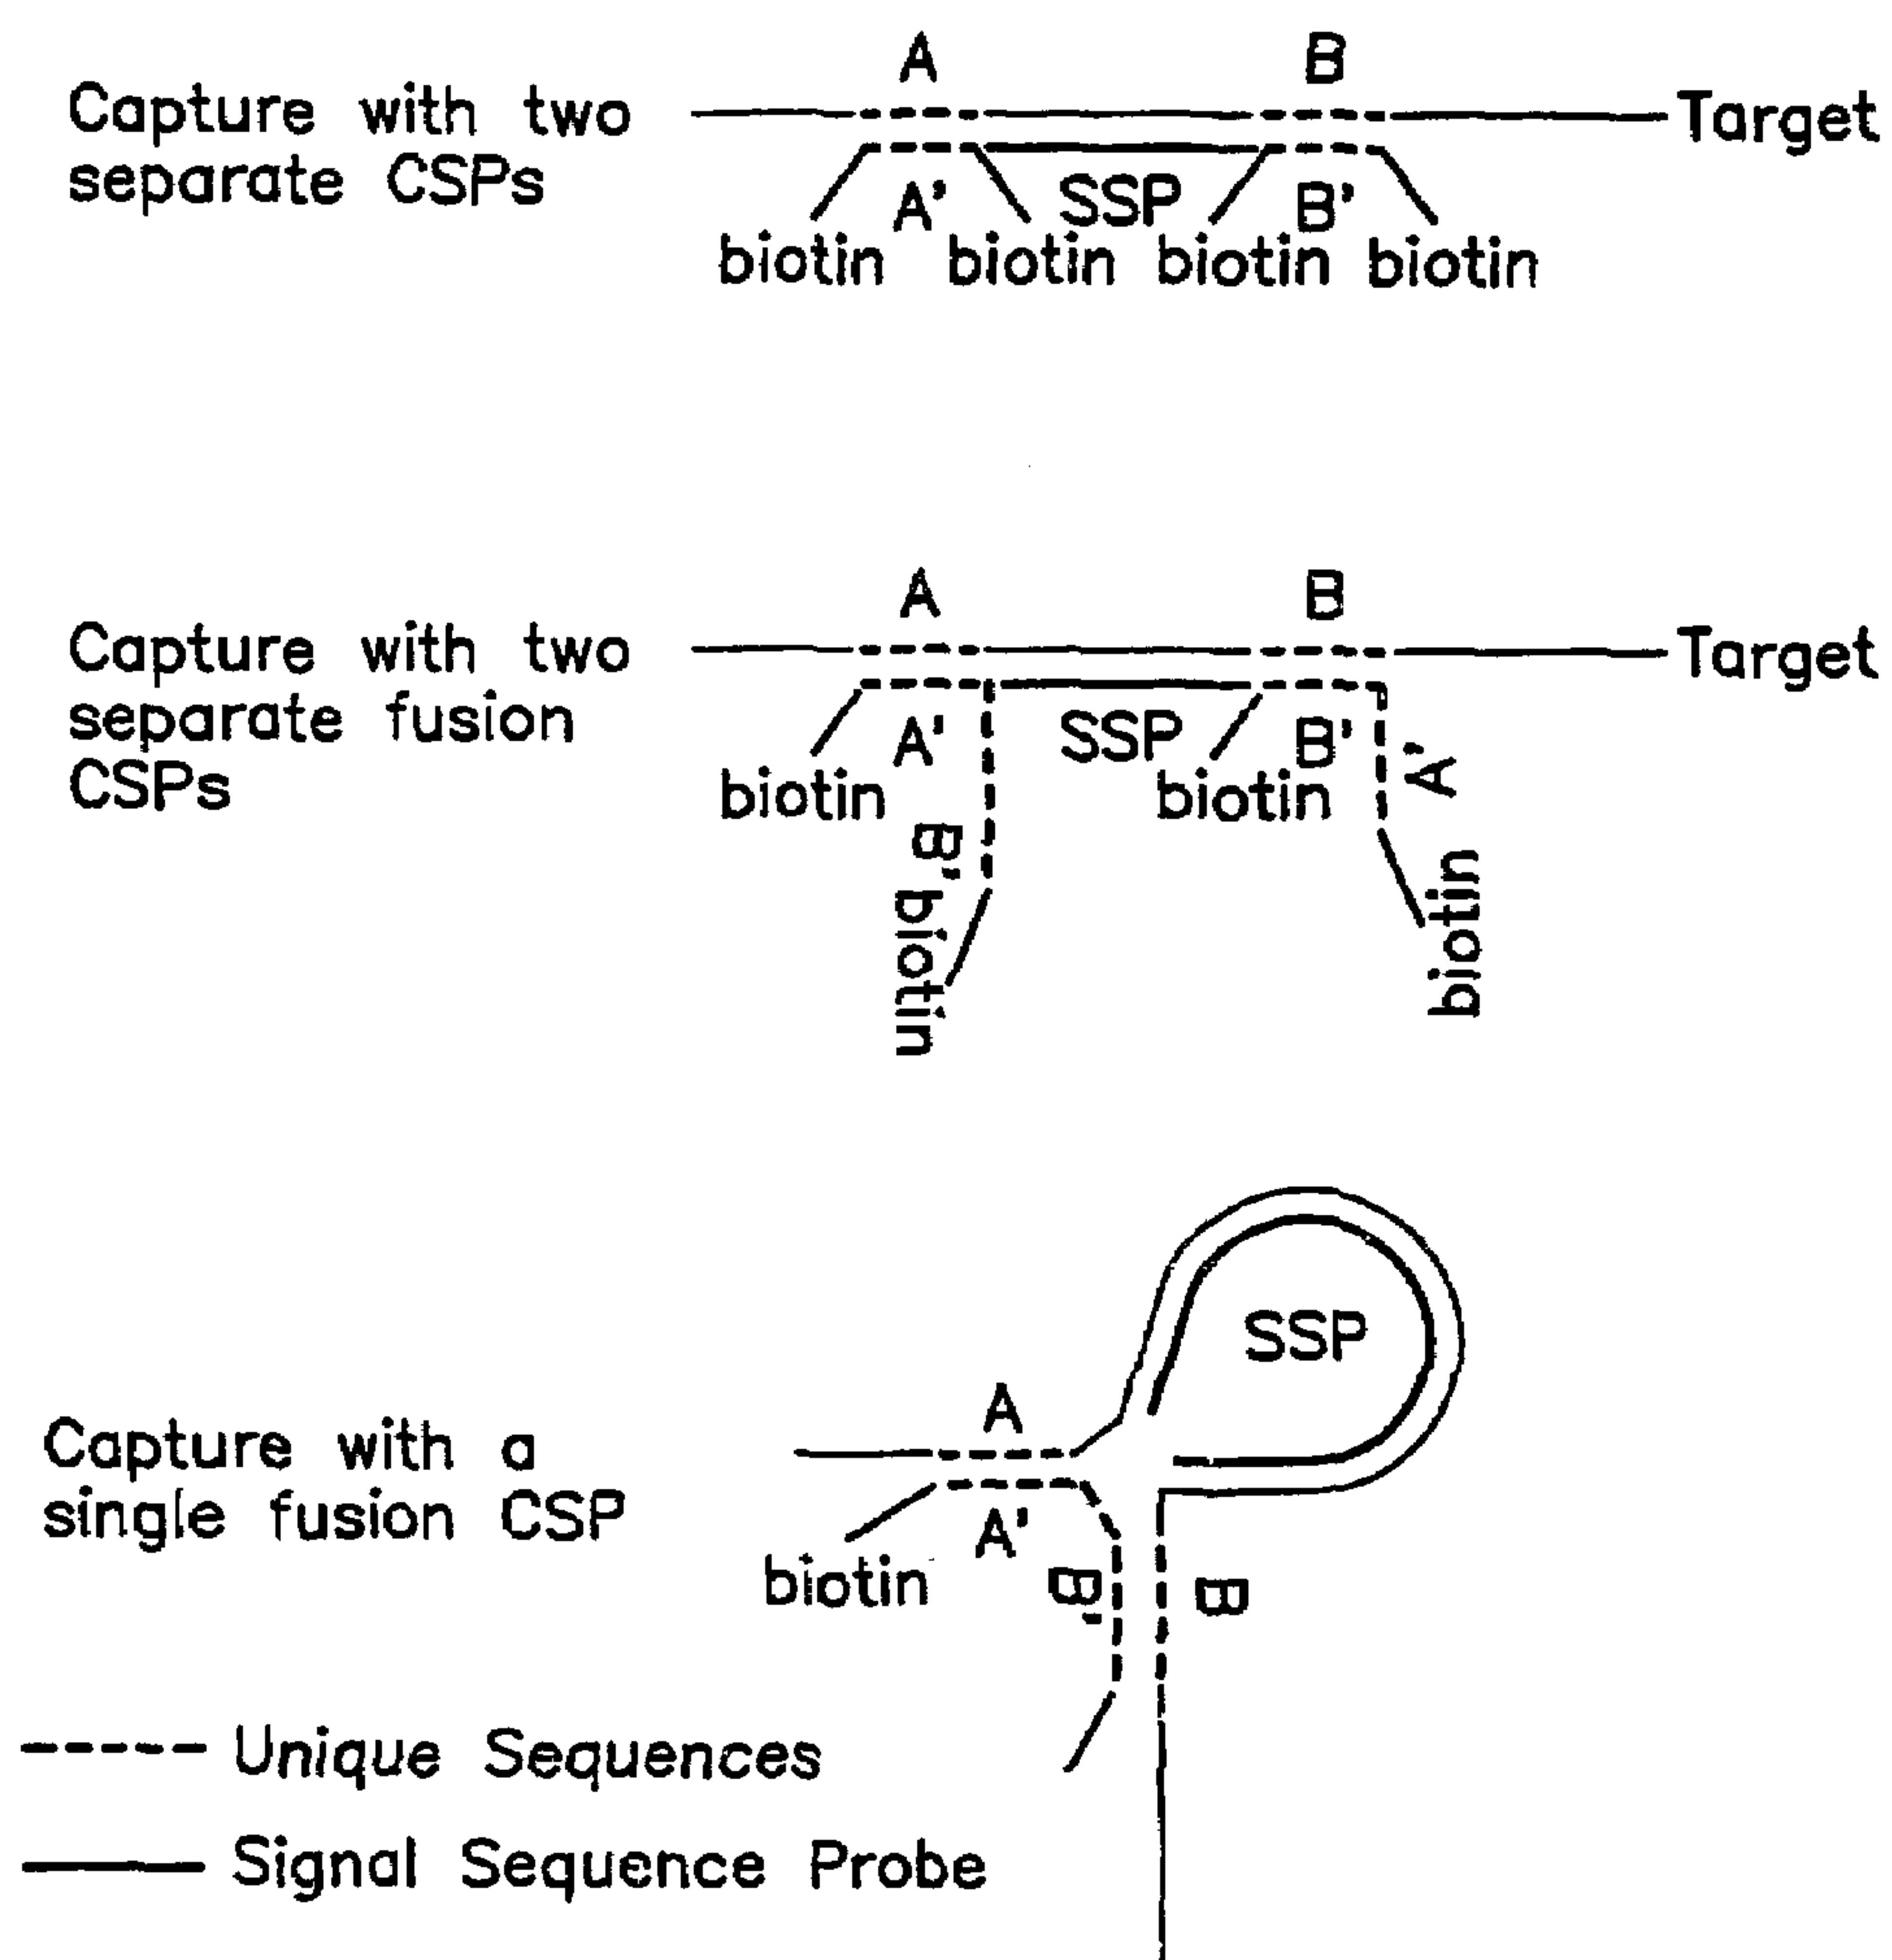 A B
Capture with two
separate CSPs
Target
A' SSP B'
biotin biotin biotin biotin
A B
Capture with two
separate fusion
CSPs
Target
A' SSP B'
biotin biotin
A'
B'
biotin
biotin
SSP
A
Capture with a
single fusion CSP
A'
biotin
B' B
Unique Sequences
Signal Sequence Probe